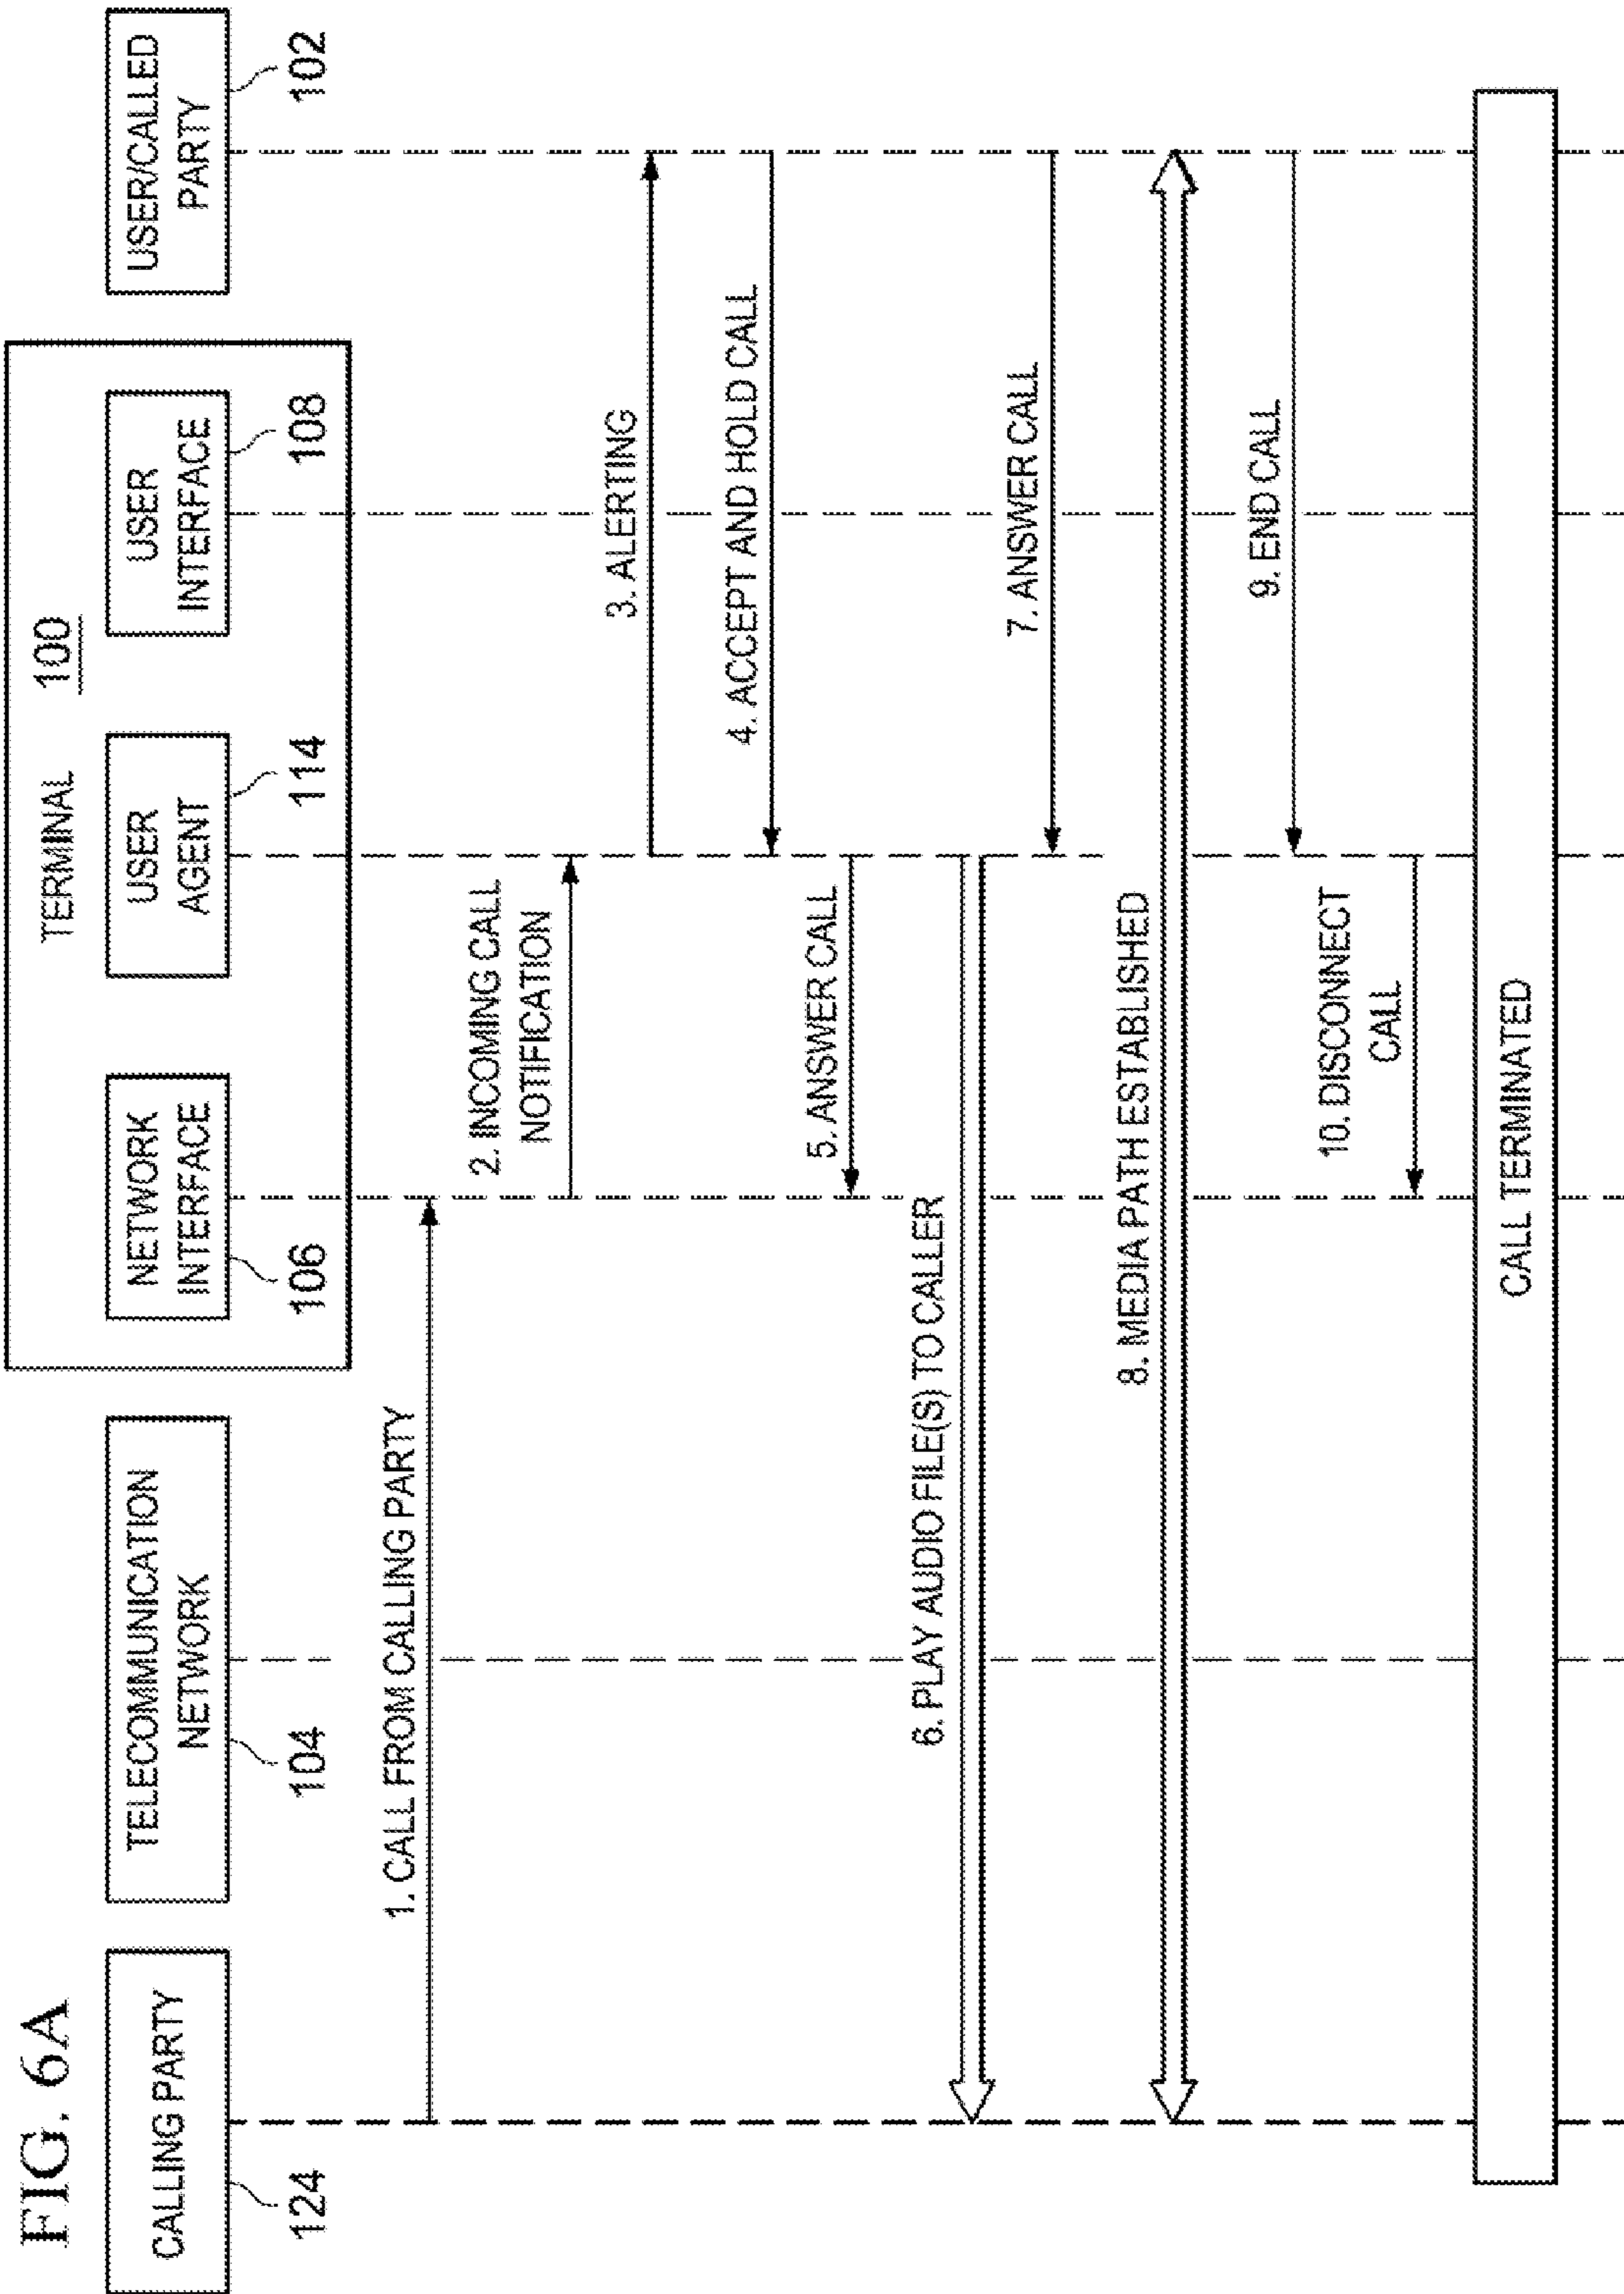 FIG. 6A
TERMINAL 100
CALLING PARTY
TELECOMMUNICATION
NETWORK
NETWORK
INTERFACE
USER
AGENT
USER
INTERFACE
USER/CALLED
PARTY
124
104
106
114
108
102
1. CALL FROM CALLING PARTY
2. INCOMING CALL
NOTIFICATION
3. ALERTING
4. ACCEPT AND HOLD CALL
5. ANSWER CALL
6. PLAY AUDIO FILE(S) TO CALLER
7. ANSWER CALL
8. MEDIA PATH ESTABLISHED
9. END CALL
10. DISCONNECT
CALL
CALL TERMINATED